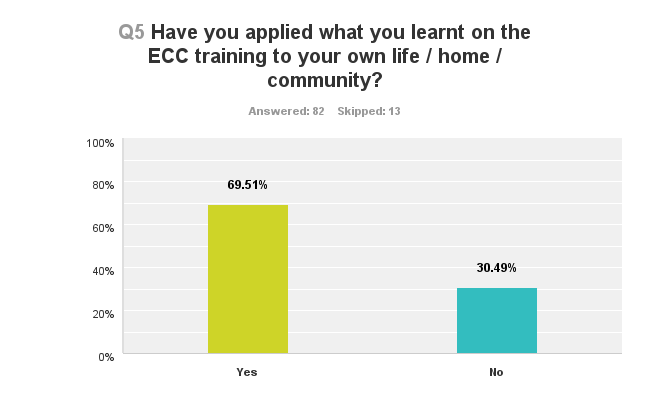 Q5 Have you applied what you learnt on the
ECC training to your own life / home /
community?
Answered: 82 Skipped: 13
100%
80%
60%
40%
20%
0%
69.51%
30.49%
Yes
No